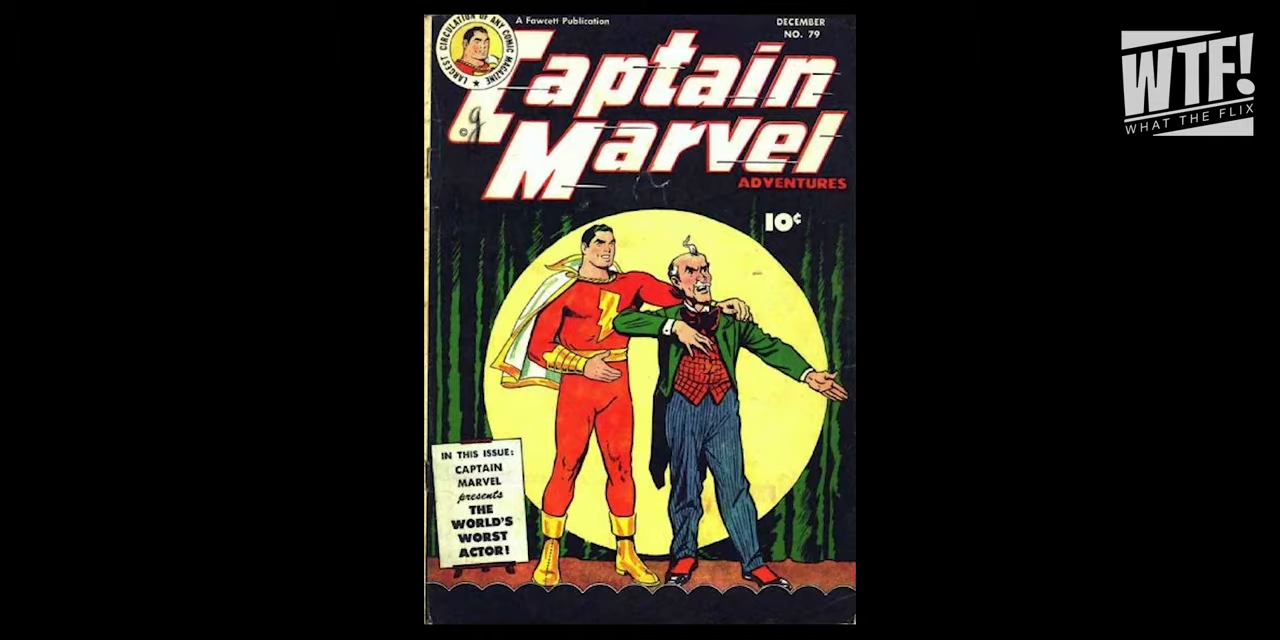 LARGEST CIRCULATION OF ANY COMIC MAGAZINE
A Fawcett Publication
DECEMBER
NO. 79
Captain
Marvel
ADVENTURES
10¢
IN THIS ISSUE:
CAPTAIN
MARVEL
presents
THE
WORLD'S
WORST
ACTOR!
WTF!
WHAT THE FLIX